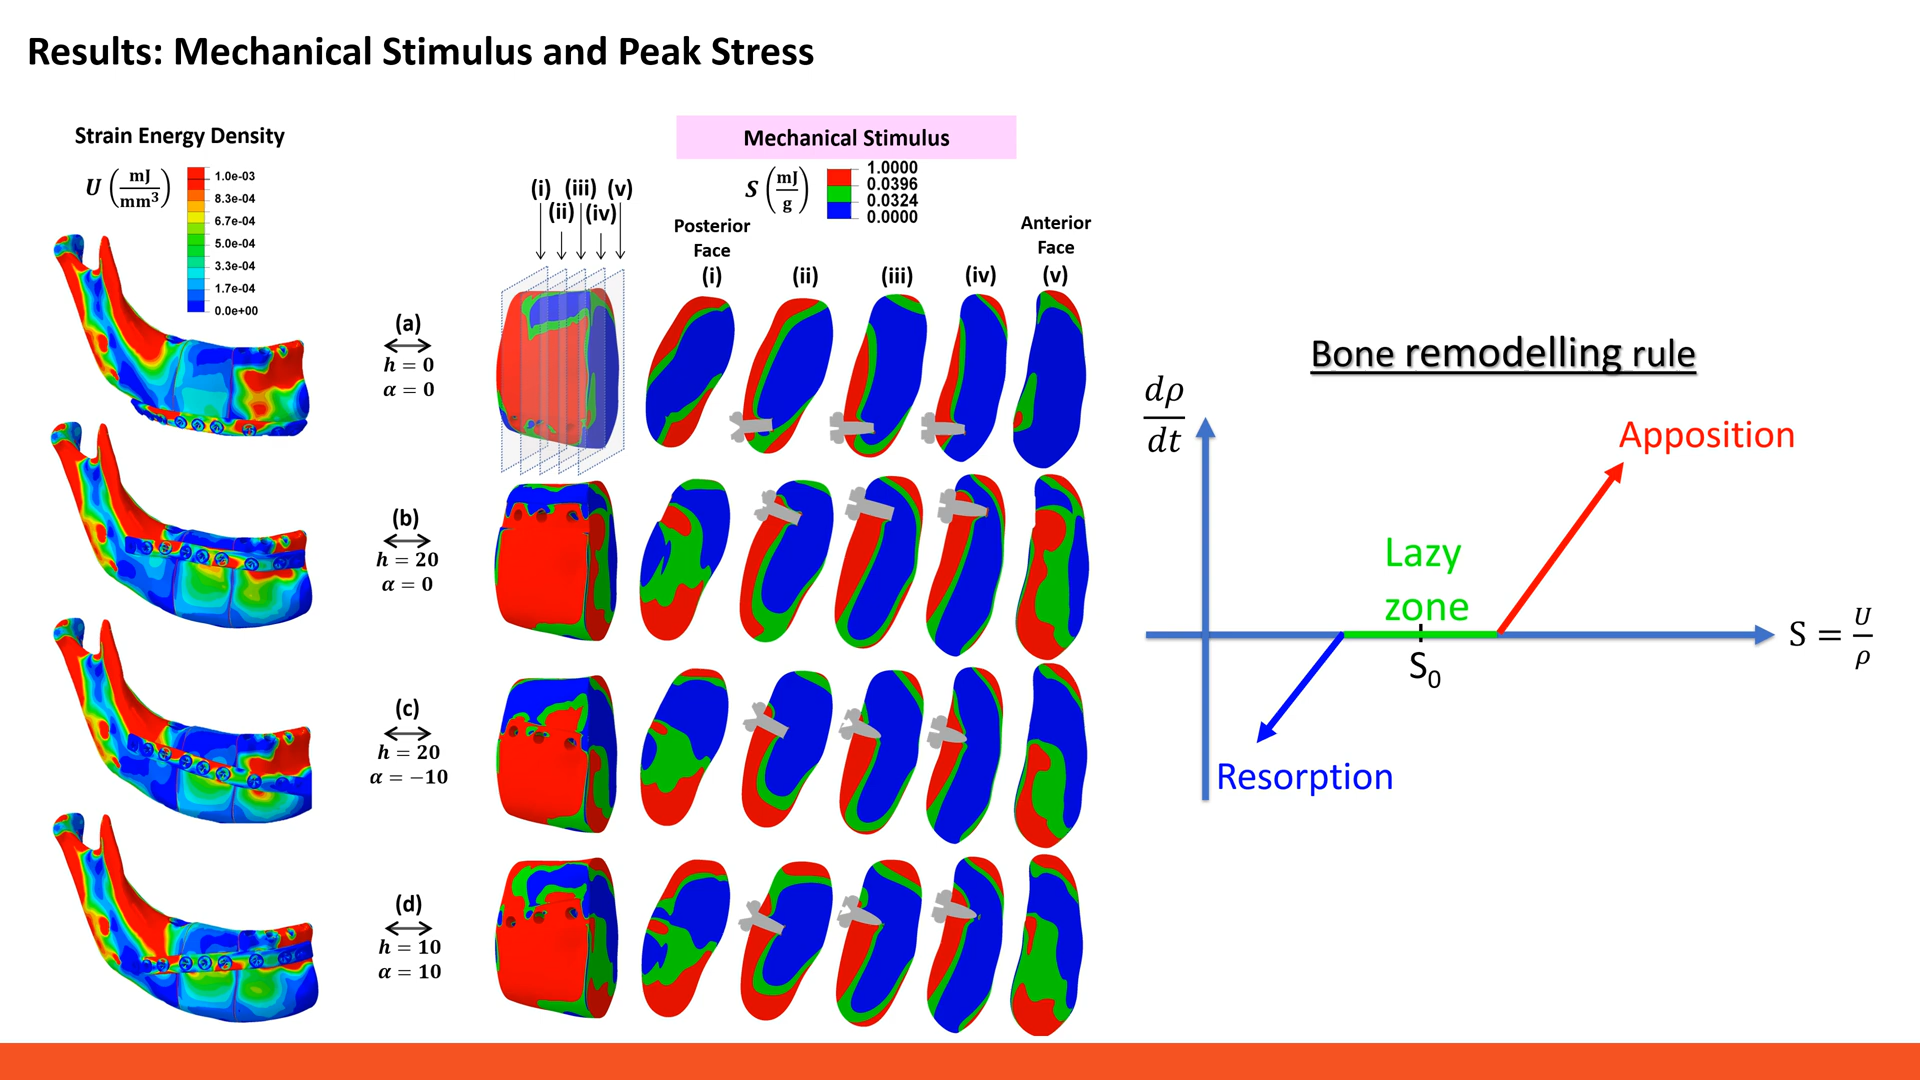 Results: Mechanical Stimulus and Peak Stress
Strain Energy Density
U (mJ/mm³)
1.0e-03
8.3e-04
6.7e-04
5.0e-04
3.3e-04
1.7e-04
0.0e+00
Mechanical Stimulus
S (mJ/g)
1.0000
0.0396
0.0324
0.0000
(i) (iii) (v)
(ii) (iv)
Posterior
Face
Anterior
Face
(i) (ii) (iii) (iv) (v)
(a)
h = 0
α = 0
(b)
h = 20
α = 0
(c)
h = 20
α = −10
(d)
h = 10
α = 10
Bone remodelling rule
dρ/dt
Apposition
Lazy
zone
S₀
S = U/ρ
Resorption